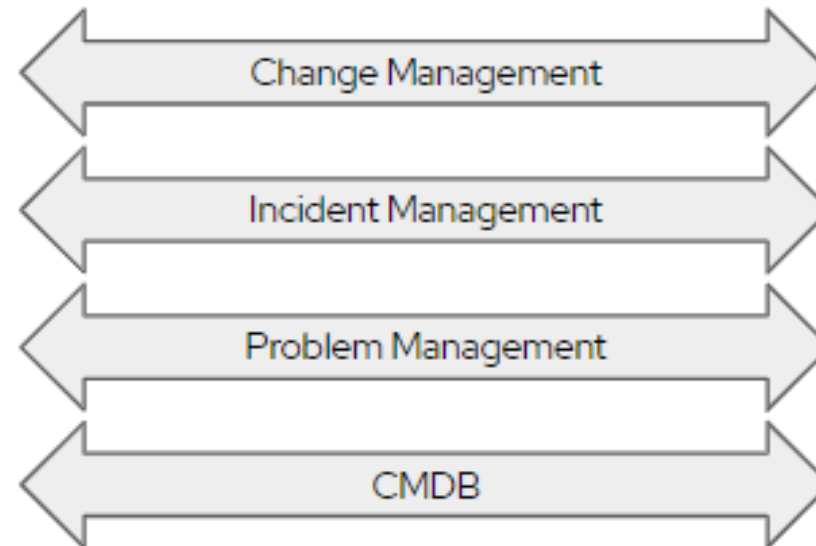 Change Management
Incident Management
Problem Management
CMDB